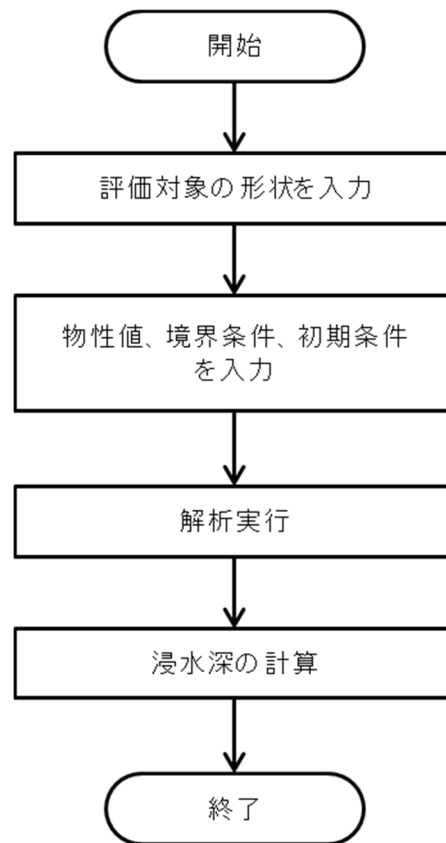 開始
評価対象の形状を入力
物性値、境界条件、初期条件
を入力
解析実行
浸水深の計算
終了